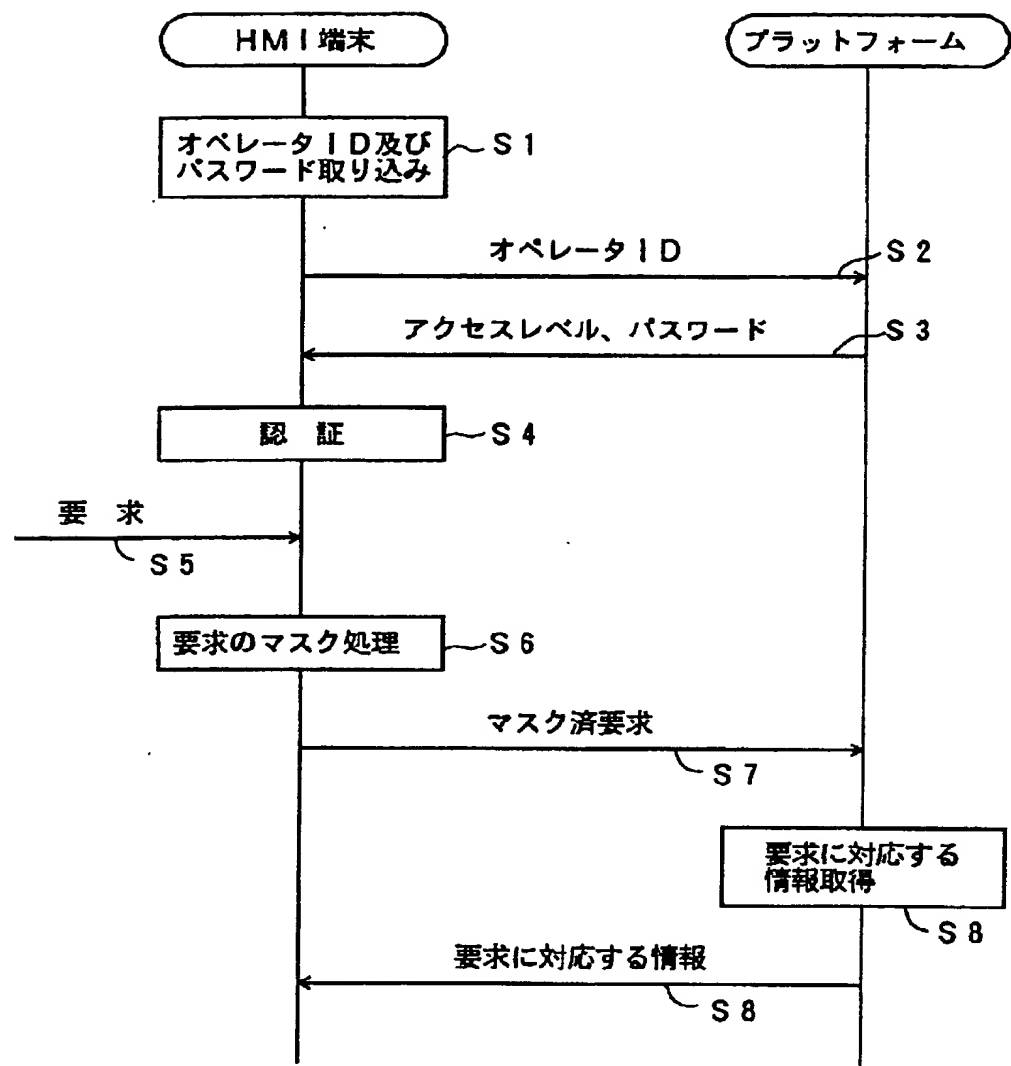 HMI端末
プラットフォーム
オペレータID及び
パスワード取り込み
S1
オペレータID
S2
アクセスレベル、パスワード
S3
認 証
S4
要 求
S5
要求のマスク処理
S6
マスク済要求
S7
要求に対応する
情報取得
S8
要求に対応する情報
S8